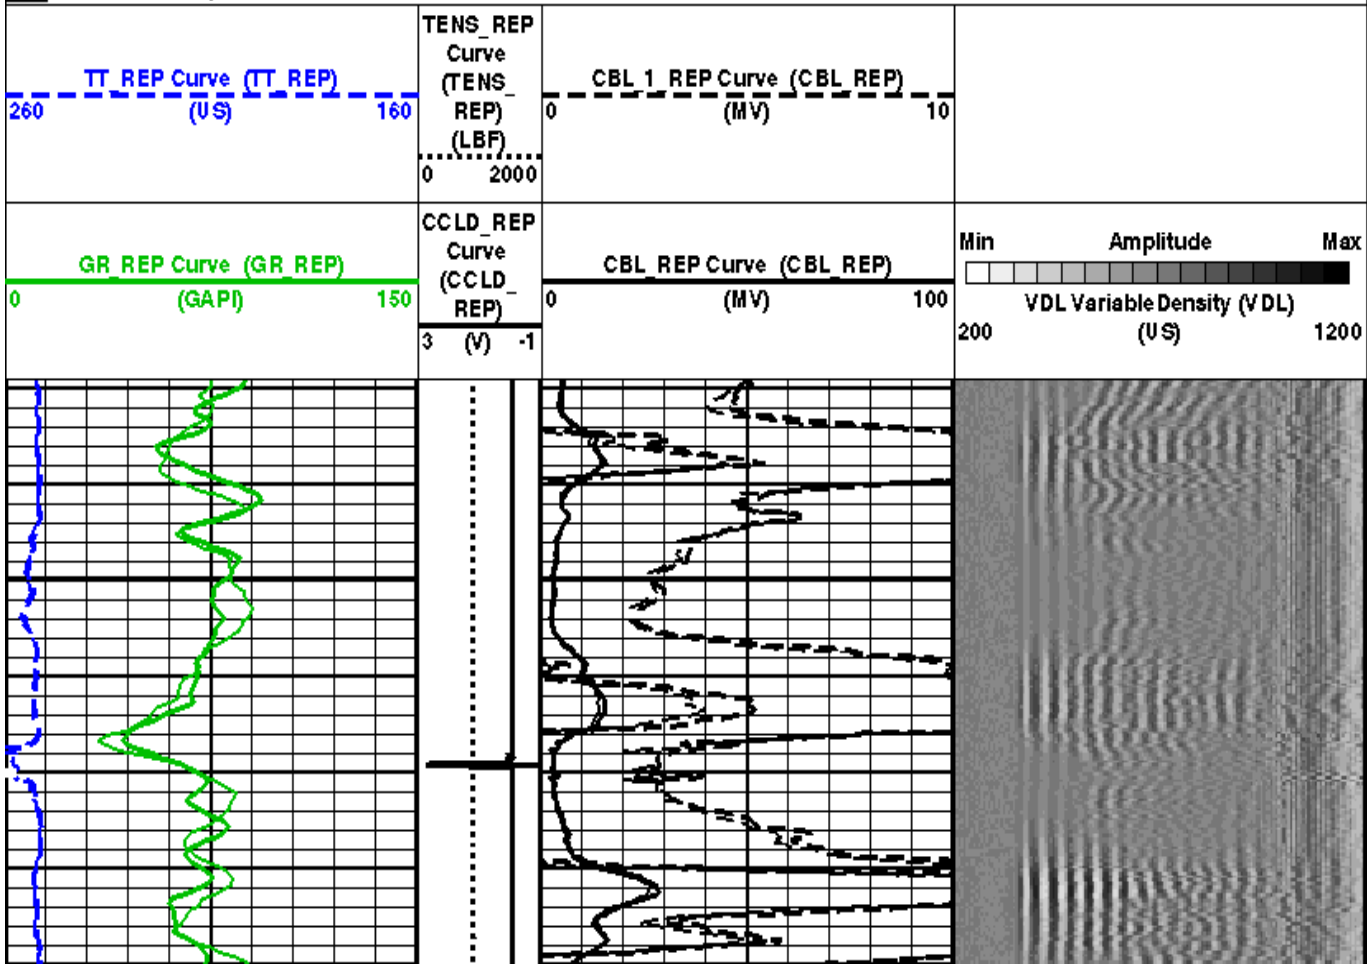 TT_REP Curve (TT_REP)
260 (US) 160
TENS_REP
Curve
(TENS_
REP)
(LBF)
0 2000
CBL_1_REP Curve (CBL_REP)
0 (MV) 10
GR_REP Curve (GR_REP)
0 (GAPI) 150
CCLD_REP
Curve
(CCLD_
REP)
3 (V) -1
CBL_REP Curve (CBL_REP)
0 (MV) 100
Min Amplitude Max
VDL Variable Density (VDL)
200 (US) 1200